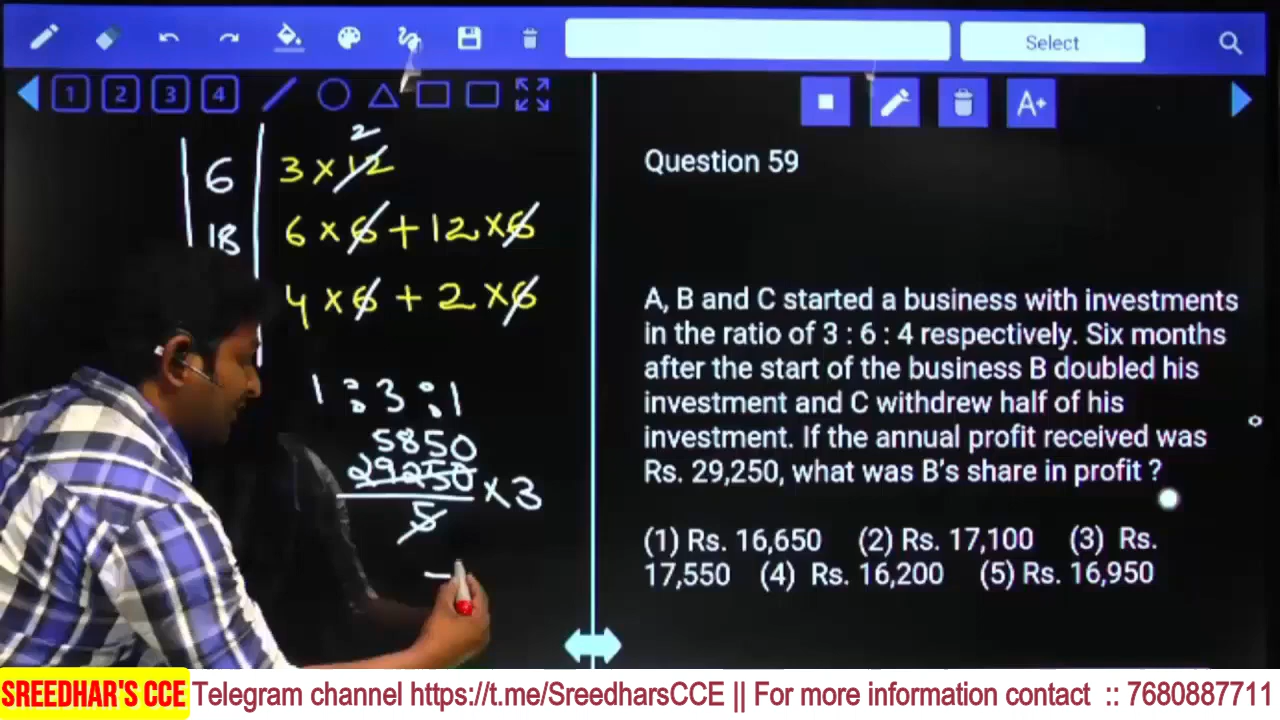 Select
1 2 3 4
A+
2
6 3 × 12
18 6 × 6 + 12 × 6
4 × 6 + 2 × 6
1 : 3 : 1
5850
29250 × 3
5
Question 59
A, B and C started a business with investments
in the ratio of 3 : 6 : 4 respectively. Six months
after the start of the business B doubled his
investment and C withdrew half of his
investment. If the annual profit received was
Rs. 29,250, what was B's share in profit ?
(1) Rs. 16,650 (2) Rs. 17,100 (3) Rs.
17,550 (4) Rs. 16,200 (5) Rs. 16,950
SREEDHAR'S CCE Telegram channel https://t.me/SreedharsCCE || For more information contact :: 7680887711